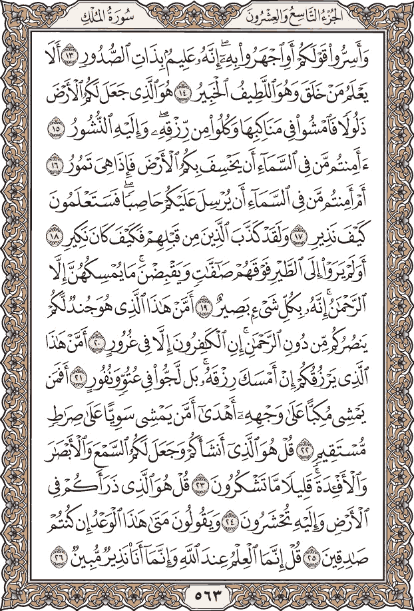 الجُزْءُ التَّاسِعُ وَالعِشْرُونَ سُورَةُ المُلْكِ
وَأَسِرُّوا۟ قَوْلَكُمْ أَوِ ٱجْهَرُوا۟ بِهِۦٓ ۖ إِنَّهُۥ عَلِيمٌۢ بِذَاتِ ٱلصُّدُورِ ١٣ أَلَا
يَعْلَمُ مَنْ خَلَقَ وَهُوَ ٱللَّطِيفُ ٱلْخَبِيرُ ١٤ هُوَ ٱلَّذِى جَعَلَ لَكُمُ ٱلْأَرْضَ
ذَلُولًا فَٱمْشُوا۟ فِى مَنَاكِبِهَا وَكُلُوا۟ مِن رِّزْقِهِۦ ۖ وَإِلَيْهِ ٱلنُّشُورُ ١٥
ءَأَمِنتُم مَّن فِى ٱلسَّمَآءِ أَن يَخْسِفَ بِكُمُ ٱلْأَرْضَ فَإِذَا هِىَ تَمُورُ ١٦
أَمْ أَمِنتُم مَّن فِى ٱلسَّمَآءِ أَن يُرْسِلَ عَلَيْكُمْ حَاصِبًا ۖ فَسَتَعْلَمُونَ
كَيْفَ نَذِيرِ ١٧ وَلَقَدْ كَذَّبَ ٱلَّذِينَ مِن قَبْلِهِمْ فَكَيْفَ كَانَ نَكِيرِ ١٨
أَوَلَمْ يَرَوْا۟ إِلَى ٱلطَّيْرِ فَوْقَهُمْ صَٰٓفَّٰتٍ وَيَقْبِضْنَ ۚ مَا يُمْسِكُهُنَّ إِلَّا
ٱلرَّحْمَٰنُ ۚ إِنَّهُۥ بِكُلِّ شَىْءٍۭ بَصِيرٌ ١٩ أَمَّنْ هَٰذَا ٱلَّذِى هُوَ جُندٌ لَّكُمْ
يَنصُرُكُم مِّن دُونِ ٱلرَّحْمَٰنِ ۚ إِنِ ٱلْكَٰفِرُونَ إِلَّا فِى غُرُورٍ ٢٠ أَمَّنْ هَٰذَا
ٱلَّذِى يَرْزُقُكُمْ إِنْ أَمْسَكَ رِزْقَهُۥ ۚ بَل لَّجُّوا۟ فِى عُتُوٍّ وَنُفُورٍ ٢١ أَفَمَن
يَمْشِى مُكِبًّا عَلَىٰ وَجْهِهِۦٓ أَهْدَىٰٓ أَمَّن يَمْشِى سَوِيًّا عَلَىٰ صِرَٰطٍ
مُّسْتَقِيمٍ ٢٢ قُلْ هُوَ ٱلَّذِىٓ أَنشَأَكُمْ وَجَعَلَ لَكُمُ ٱلسَّمْعَ وَٱلْأَبْصَٰرَ
وَٱلْأَفْـِٔدَةَ ۖ قَلِيلًا مَّا تَشْكُرُونَ ٢٣ قُلْ هُوَ ٱلَّذِى ذَرَأَكُمْ فِى
ٱلْأَرْضِ وَإِلَيْهِ تُحْشَرُونَ ٢٤ وَيَقُولُونَ مَتَىٰ هَٰذَا ٱلْوَعْدُ إِن كُنتُمْ
صَٰدِقِينَ ٢٥ قُلْ إِنَّمَا ٱلْعِلْمُ عِندَ ٱللَّهِ وَإِنَّمَآ أَنَا۠ نَذِيرٌ مُّبِينٌ ٢٦
٥٦٣